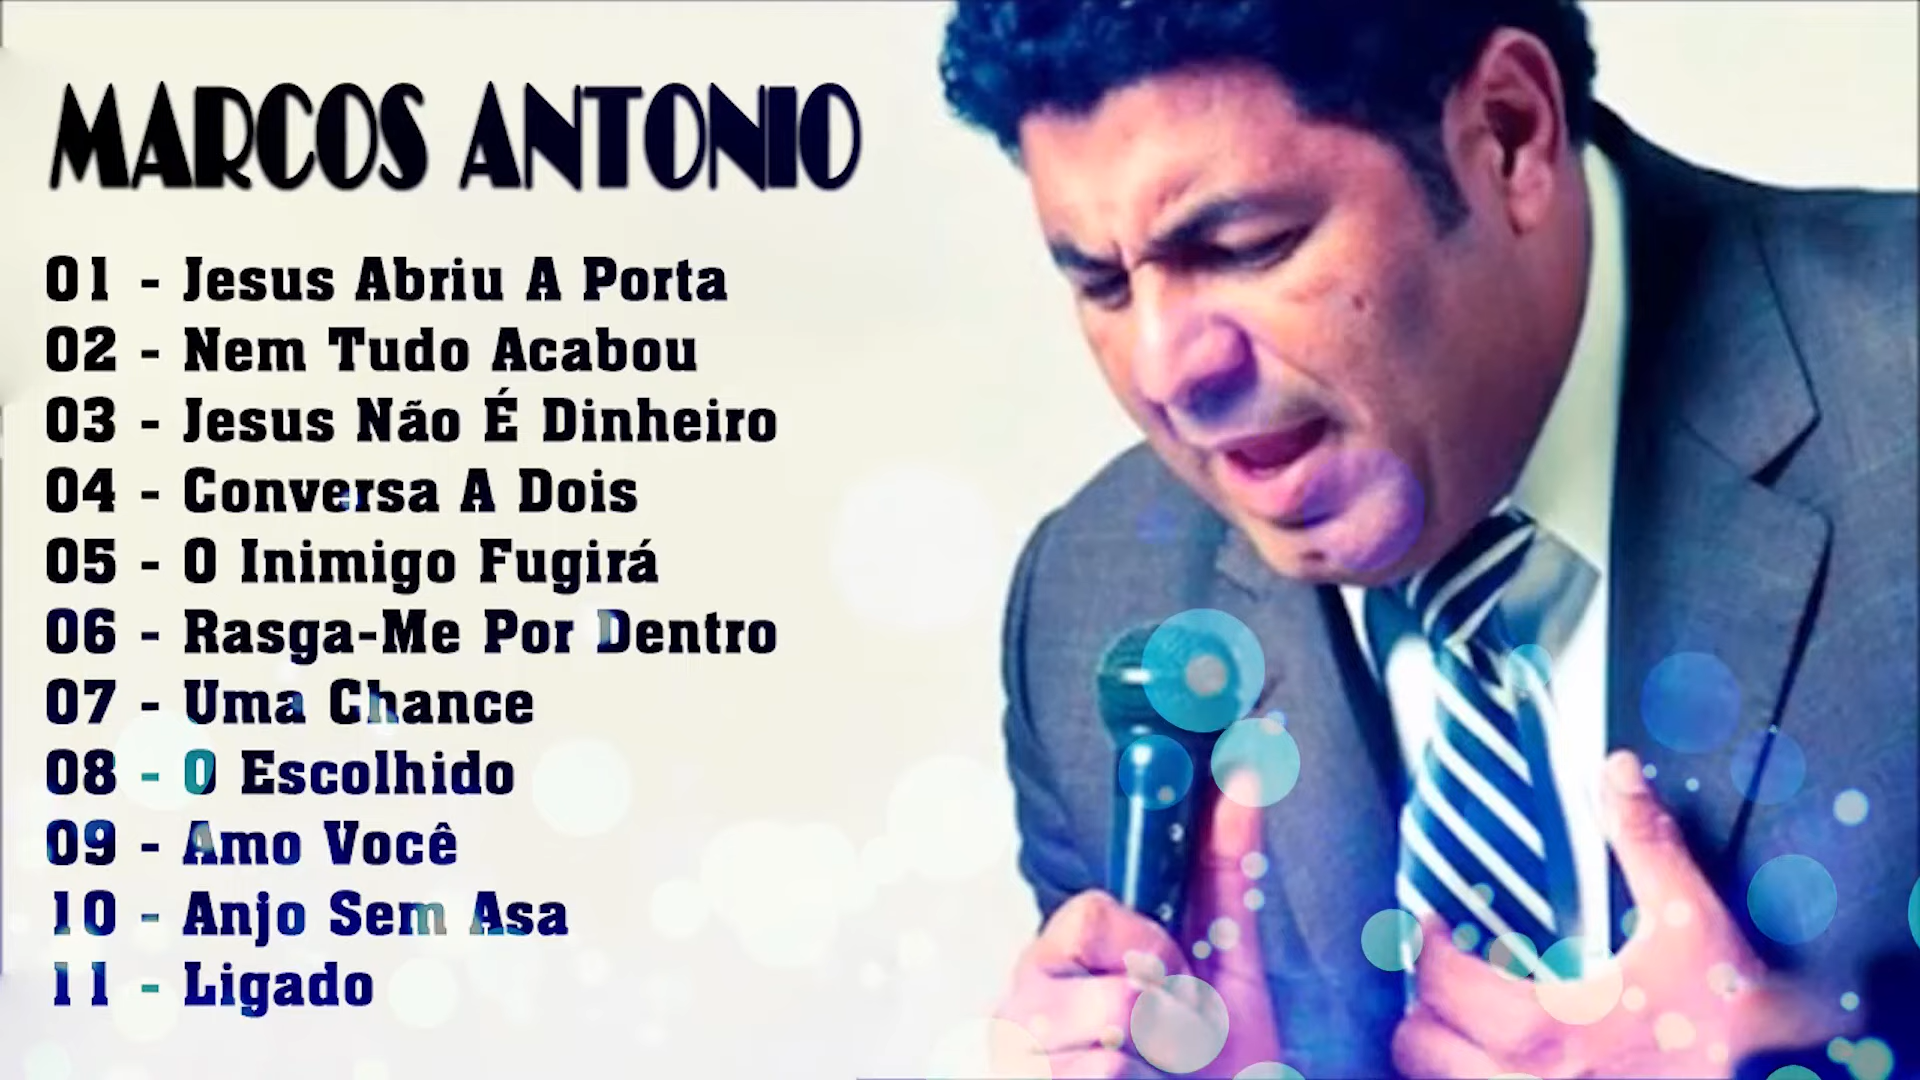 MARCOS ANTONIO
01 - Jesus Abriu A Porta
02 - Nem Tudo Acabou
03 - Jesus Não É Dinheiro
04 - Conversa A Dois
05 - O Inimigo Fugirá
06 - Rasga-Me Por Dentro
07 - Uma Chance
08 - O Escolhido
09 - Amo Você
10 - Anjo Sem Asa
11 - Ligado